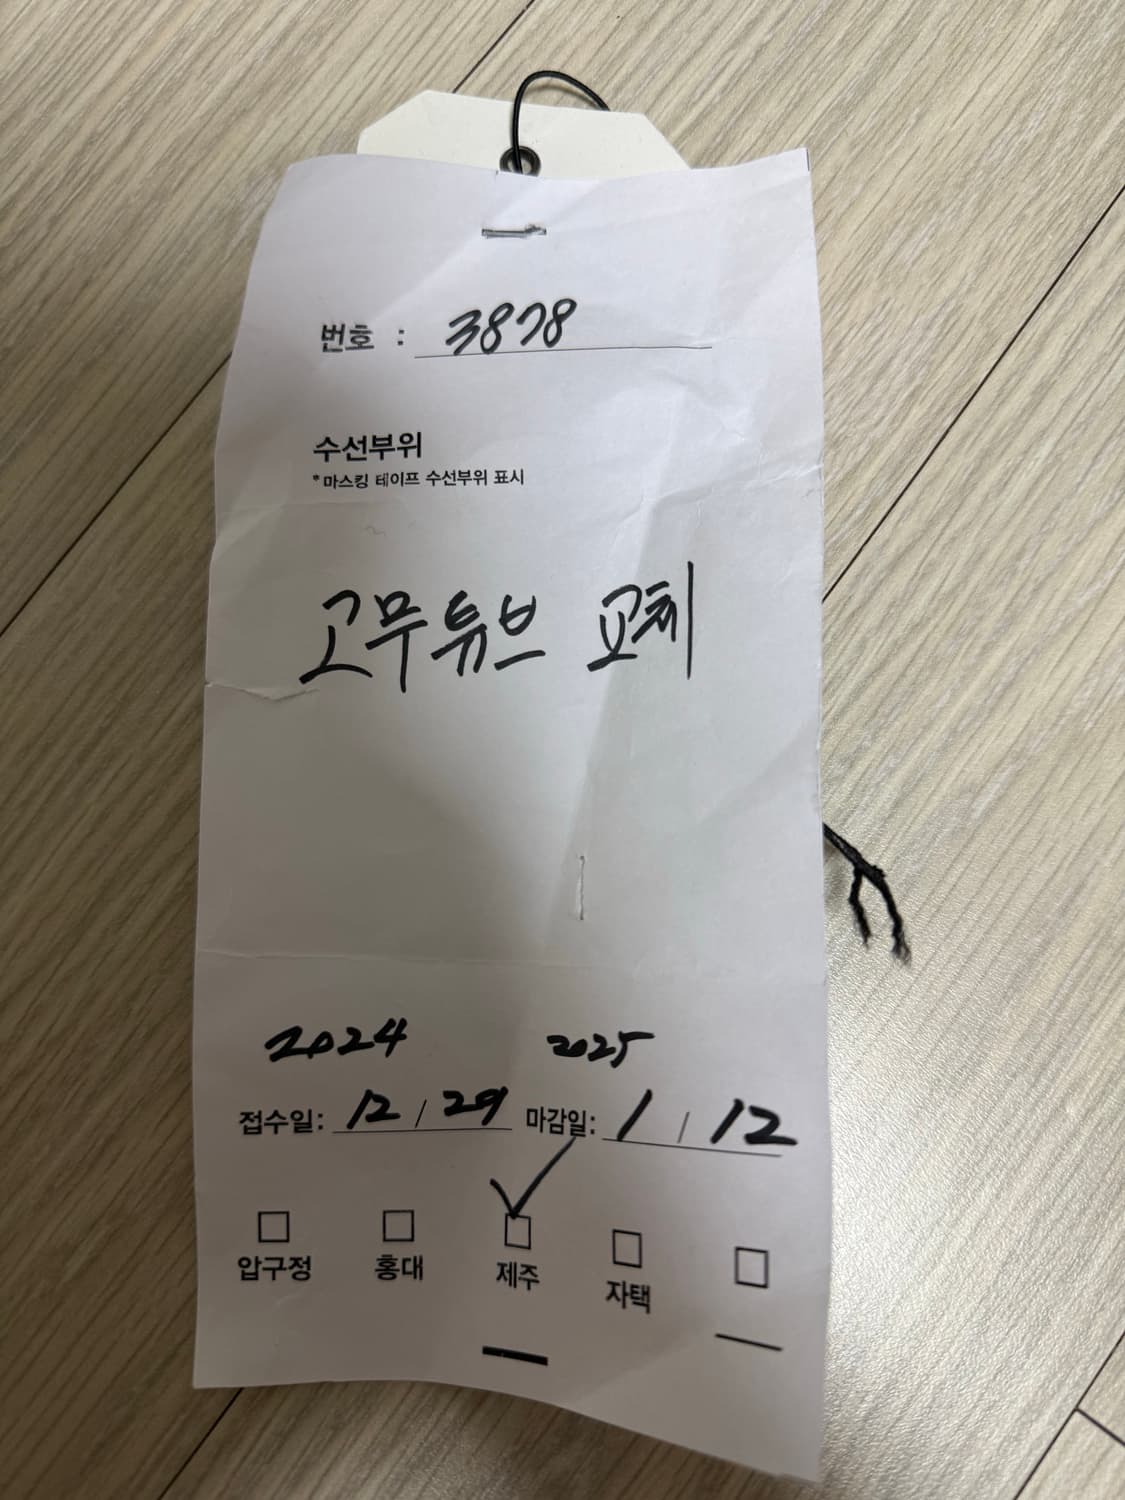 번호 : 3878
수선부위
*마스킹 테이프 수선부위 표시
고무튜브 교체
2024 2025
접수일: 12 / 29 마감일: 1 / 12
☐ ☐ ☑ ☐ ☐
압구정 홍대 제주 자택